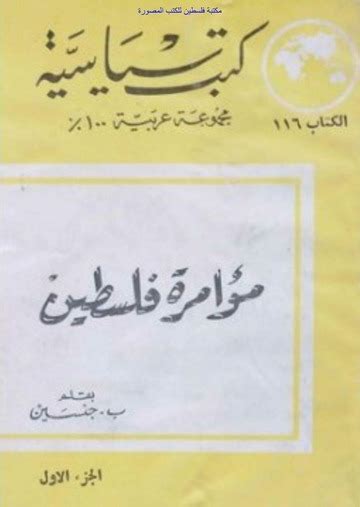 مكتبة فلسطين للكتب المصورة
كتب سياسية
مجموعة عربية ١٠٠٪
الكتاب ١١٦
مؤامرة فلسطين
بقلم
ب. جنسين
الجزء الاول